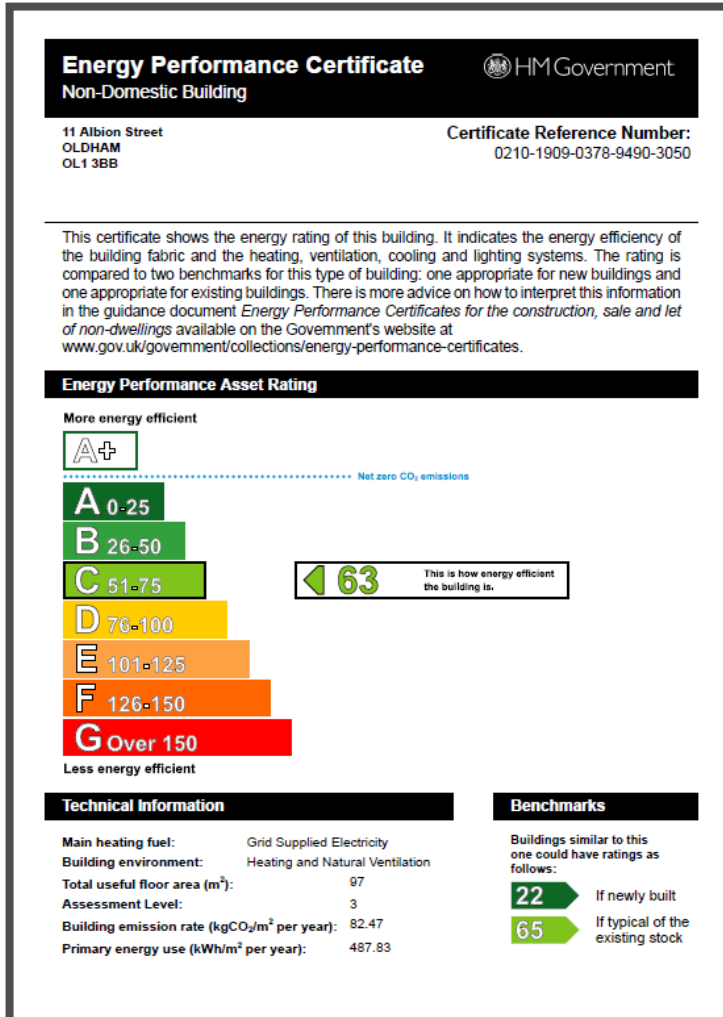 Energy Performance Certificate
Non-Domestic Building
HM Government
11 Albion Street
OLDHAM
OL1 3BB
Certificate Reference Number:
0210-1909-0378-9490-3050
This certificate shows the energy rating of this building. It indicates the energy efficiency of
the building fabric and the heating, ventilation, cooling and lighting systems. The rating is
compared to two benchmarks for this type of building: one appropriate for new buildings and
one appropriate for existing buildings. There is more advice on how to interpret this information
in the guidance document Energy Performance Certificates for the construction, sale and let
of non-dwellings available on the Government's website at
www.gov.uk/government/collections/energy-performance-certificates.
Energy Performance Asset Rating
More energy efficient
A+
Net zero CO₂ emissions
A 0-25
B 26-50
C 51-75
63
This is how energy efficient
the building is.
D 76-100
E 101-125
F 126-150
G Over 150
Less energy efficient
Technical Information
Main heating fuel: Grid Supplied Electricity
Building environment: Heating and Natural Ventilation
Total useful floor area (m²): 97
Assessment Level: 3
Building emission rate (kgCO₂/m² per year): 82.47
Primary energy use (kWh/m² per year): 487.83
Benchmarks
Buildings similar to this
one could have ratings as
follows:
22 If newly built
65 If typical of the
existing stock